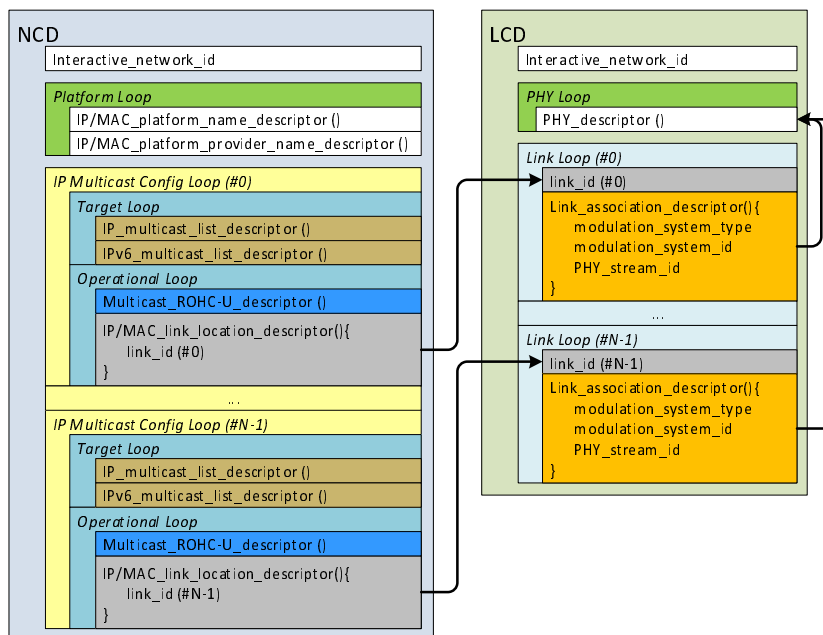 NCD
Interactive_network_id
Platform Loop
IP/MAC_platform_name_descriptor ()
IP/MAC_platform_provider_name_descriptor ()
IP Multicast Config Loop (#0)
Target Loop
IP_multicast_list_descriptor ()
IPv6_multicast_list_descriptor ()
Operational Loop
Multicast_ROHC-U_descriptor ()
IP/MAC_link_location_descriptor(){
link_id (#0)
}
...
IP Multicast Config Loop (#N-1)
Target Loop
IP_multicast_list_descriptor ()
IPv6_multicast_list_descriptor ()
Operational Loop
Multicast_ROHC-U_descriptor ()
IP/MAC_link_location_descriptor(){
link_id (#N-1)
}
LCD
Interactive_network_id
PHY Loop
PHY_descriptor ()
Link Loop (#0)
link_id (#0)
Link_association_descriptor(){
modulation_system_type
modulation_system_id
PHY_stream_id
}
...
Link Loop (#N-1)
link_id (#N-1)
Link_association_descriptor(){
modulation_system_type
modulation_system_id
PHY_stream_id
}